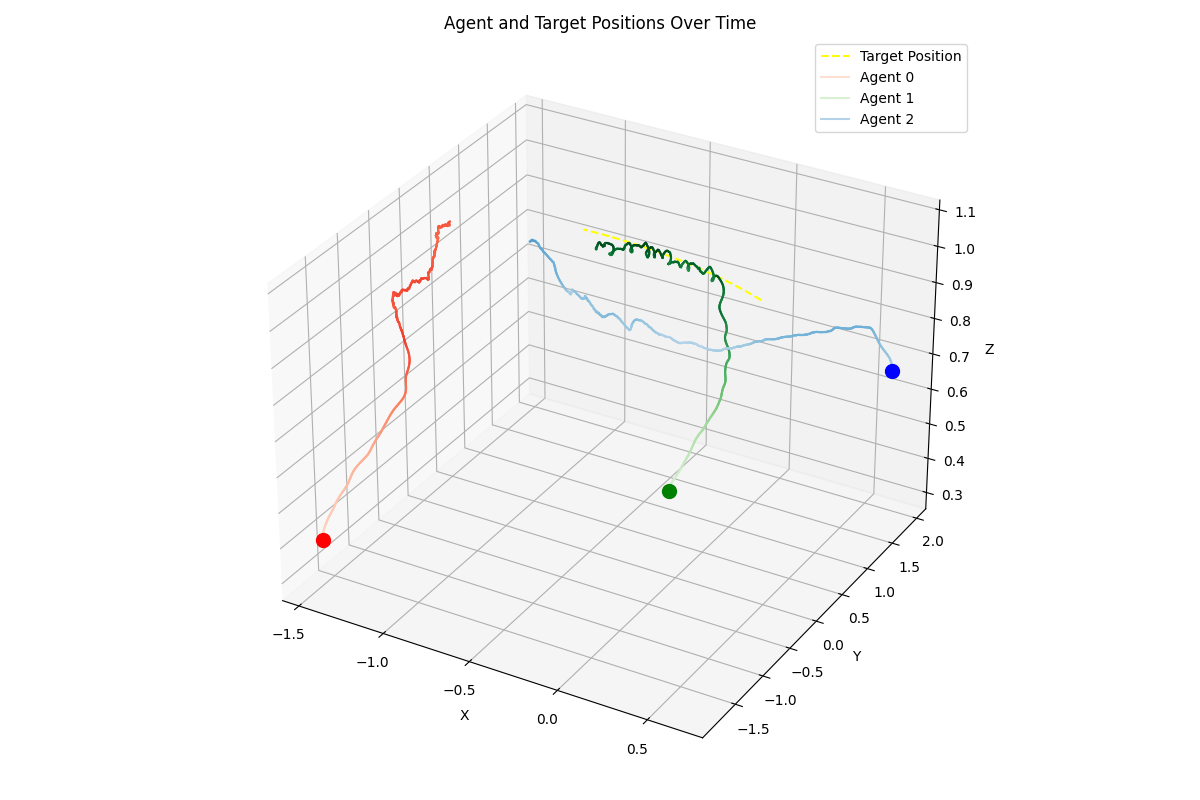 Agent and Target Positions Over Time
Target Position
Agent 0
Agent 1
Agent 2
1.1
1.0
0.9
0.8
0.7
0.6
0.5
0.4
0.3
Z
2.0
1.5
1.0
0.5
0.0
−0.5
−1.0
−1.5
Y
−1.5
−1.0
−0.5
0.0
0.5
X